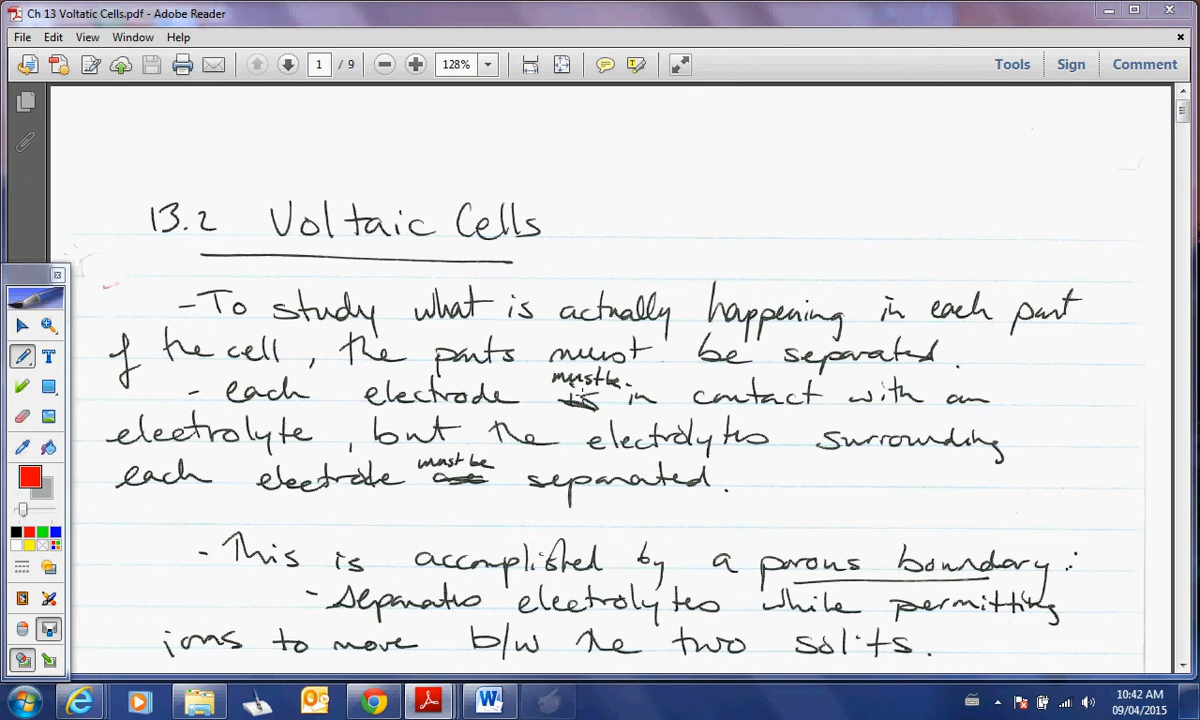 Ch 13 Voltatic Cells.pdf - Adobe Reader
File Edit View Window Help
1 / 9 128% Tools Sign Comment
13.2 Voltaic Cells
- To study what is actually happening in each part
of the cell, the parts must be separated.
must be
- each electrode is in contact with an
electrolyte, but the electrolytes surrounding
must be
each electrode are separated.
- This is accomplished by a porous boundary:
- separates electrolytes while permitting
ions to move b/w the two sol'ts.
10:42 AM
09/04/2015